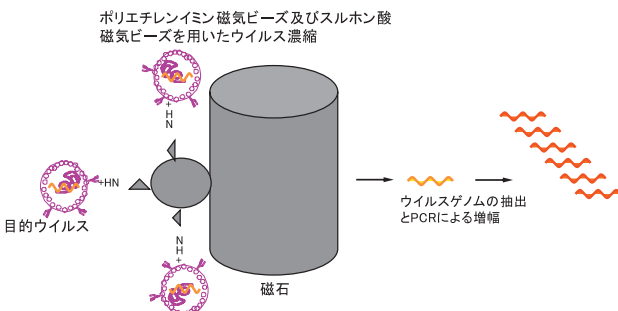 ポリエチレンイミン磁気ビーズ及びスルホン酸
磁気ビーズを用いたウイルス濃縮
+
H
N
+HN
目的ウイルス
N
H
+
磁石
ウイルスゲノムの抽出
とPCRによる増幅